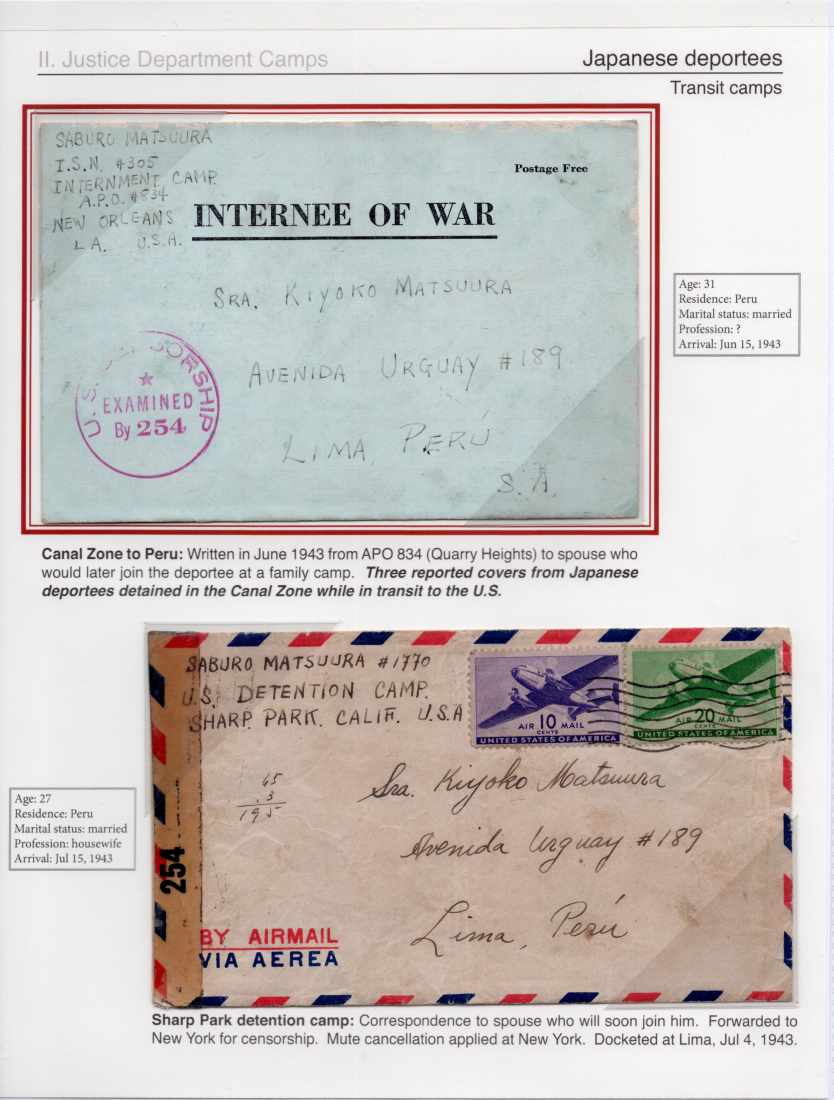 II. Justice Department Camps
Japanese deportees
Transit camps
SABURO MATSUURA
I.S.N. #305
INTERNMENT CAMP
A.P.O. #834
NEW ORLEANS
LA. U.S.A.
Postage Free
INTERNEE OF WAR
SRA. KIYOKO MATSUURA
AVENIDA URGUAY #189
LIMA, PERÚ
S. A.
U.S. CENSORSHIP
EXAMINED
By 254
Age: 31
Residence: Peru
Marital status: married
Profession: ?
Arrival: Jun 15, 1943
Canal Zone to Peru: Written in June 1943 from APO 834 (Quarry Heights) to spouse who
would later join the deportee at a family camp. Three reported covers from Japanese
deportees detained in the Canal Zone while in transit to the U.S.
SABURO MATSUURA #1770
U.S. DETENTION CAMP.
SHARP PARK. CALIF. U.S.A
AIR 10 MAIL
CENTS
UNITED STATES OF AMERICA
AIR 20 MAIL
CENTS
UNITED STATES OF AMERICA
65
.3
195
Sra. Kiyoko Matsuura
Avenida Urguay #189
Lima, Perú
254
BY AIRMAIL
VIA AEREA
Age: 27
Residence: Peru
Marital status: married
Profession: housewife
Arrival: Jul 15, 1943
Sharp Park detention camp: Correspondence to spouse who will soon join him. Forwarded to
New York for censorship. Mute cancellation applied at New York. Docketed at Lima, Jul 4, 1943.